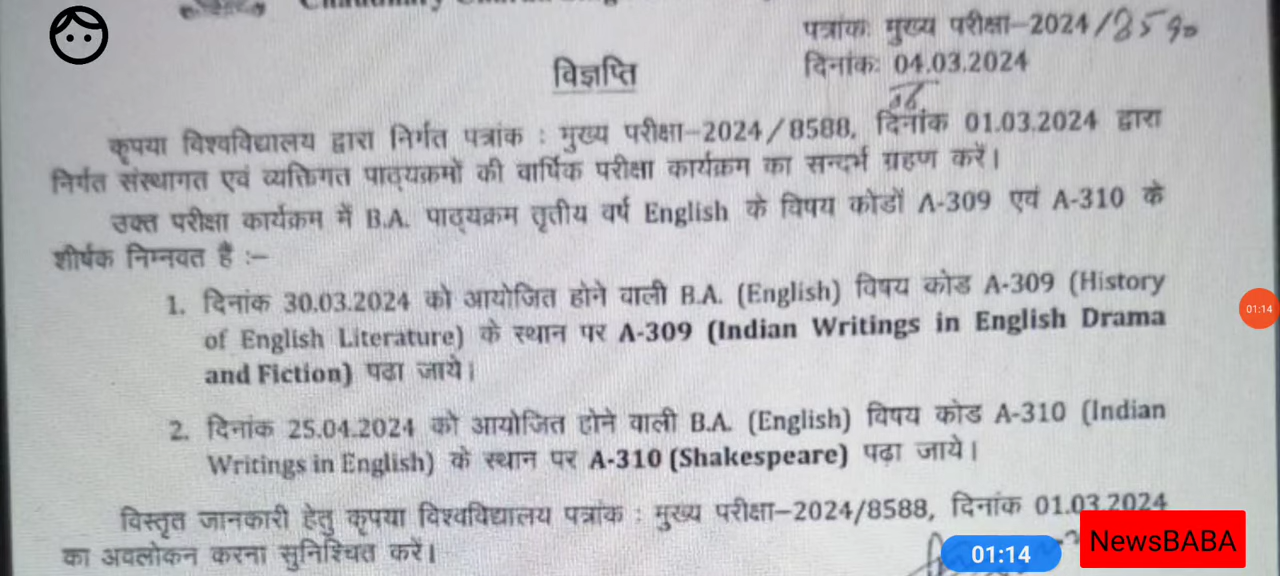 पत्रांकः मुख्य परीक्षा-2024/8590
दिनांकः 04.03.2024
विज्ञप्ति
कृपया विश्वविद्यालय द्वारा निर्गत पत्रांक : मुख्य परीक्षा-2024/8588, दिनांक 01.03.2024 द्वारा
निर्गत संस्थागत एवं व्यक्तिगत पाठ्यक्रमों की वार्षिक परीक्षा कार्यक्रम का सन्दर्भ ग्रहण करें।
उक्त परीक्षा कार्यक्रम में B.A. पाठ्यक्रम तृतीय वर्ष English के विषय कोडों A-309 एवं A-310 के
शीर्षक निम्नवत हैं :-
1. दिनांक 30.03.2024 को आयोजित होने वाली B.A. (English) विषय कोड A-309 (History
of English Literature) के स्थान पर A-309 (Indian Writings in English Drama
and Fiction) पढा जाये।
2. दिनांक 25.04.2024 को आयोजित होने वाली B.A. (English) विषय कोड A-310 (Indian
Writings in English) के स्थान पर A-310 (Shakespeare) पढ़ा जाये।
विस्तृत जानकारी हेतु कृपया विश्वविद्यालय पत्रांक : मुख्य परीक्षा-2024/8588, दिनांक 01.03.2024
का अवलोकन करना सुनिश्चित करें।
01:14
01:14
NewsBABA